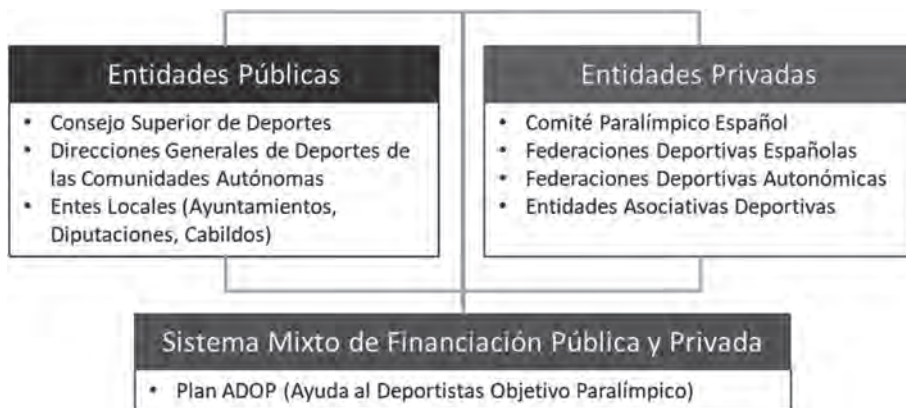 Entidades Públicas
• Consejo Superior de Deportes
• Direcciones Generales de Deportes de
las Comunidades Autónomas
• Entes Locales (Ayuntamientos,
Diputaciones, Cabildos)
Entidades Privadas
• Comité Paralímpico Español
• Federaciones Deportivas Españolas
• Federaciones Deportivas Autonómicas
• Entidades Asociativas Deportivas
Sistema Mixto de Financiación Pública y Privada
• Plan ADOP (Ayuda al Deportistas Objetivo Paralímpico)